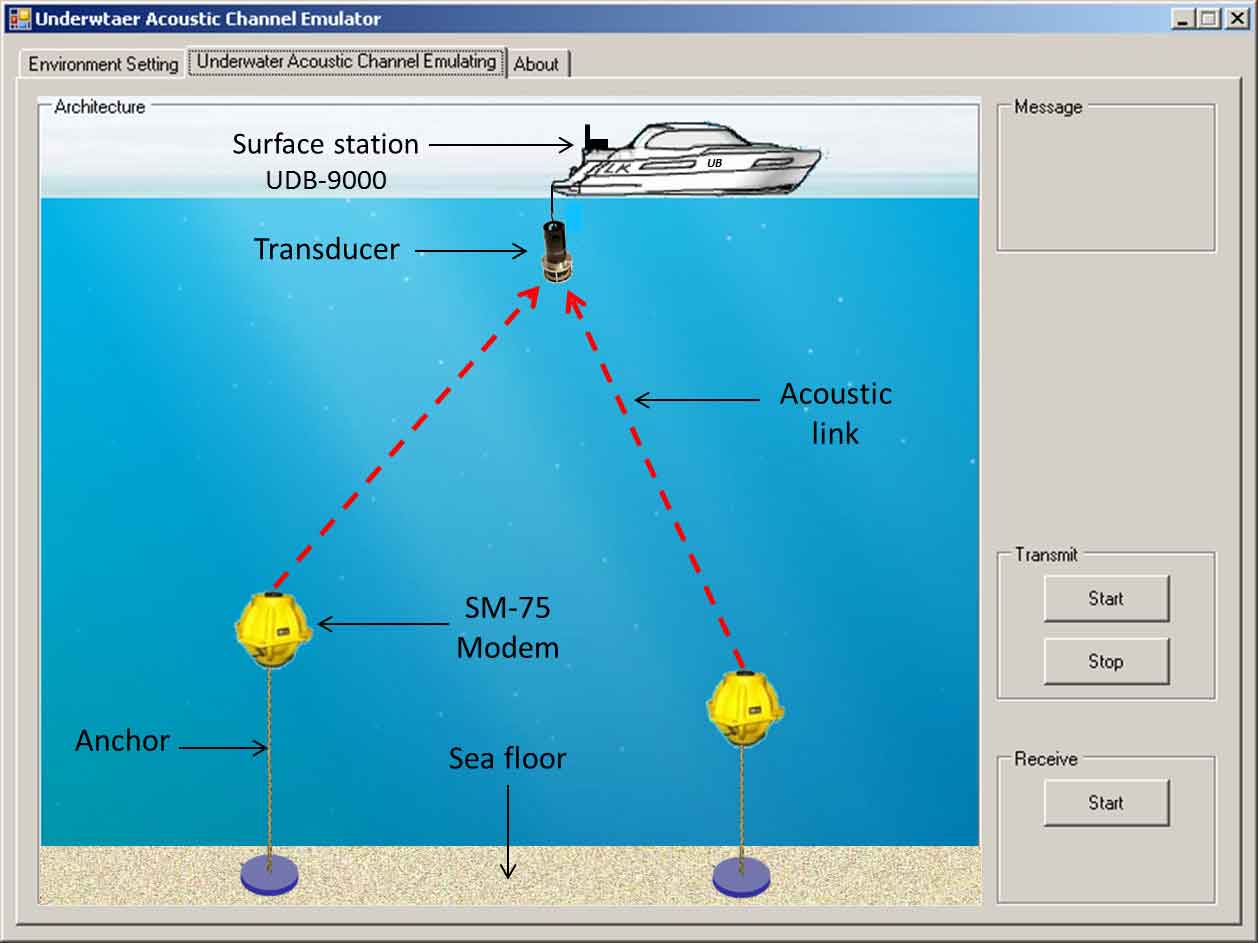 Underwtaer Acoustic Channel Emulator
Environment Setting
Underwater Acoustic Channel Emulating
About
Architecture
Surface station
UDB-9000
LK
UB
Transducer
Acoustic
link
SM-75
Modem
Anchor
Sea floor
Message
Transmit
Start
Stop
Receive
Start